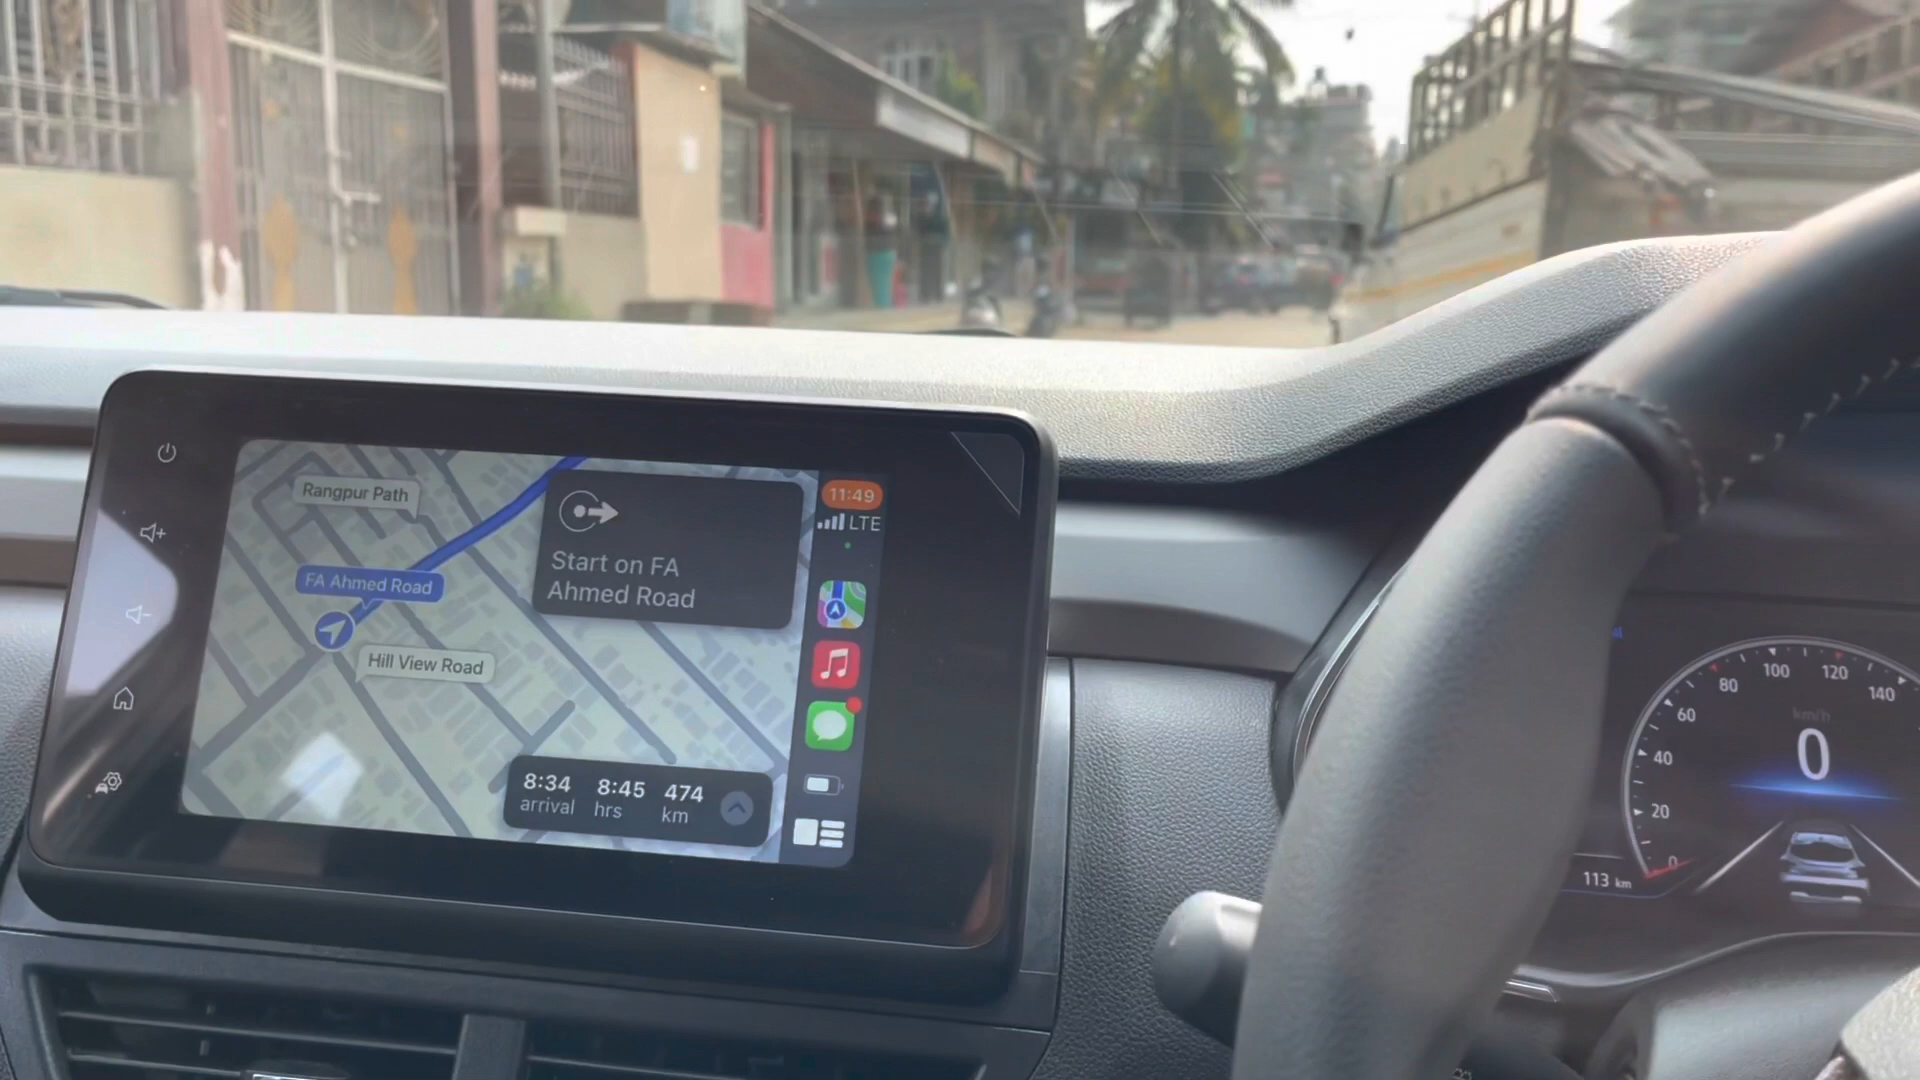 Rangpur Path
FA Ahmed Road
Hill View Road
Start on FA
Ahmed Road
8:34 8:45 474
arrival hrs km
11:49
LTE
0
20
40
60
80
100
120
140
km/h
0
113 km